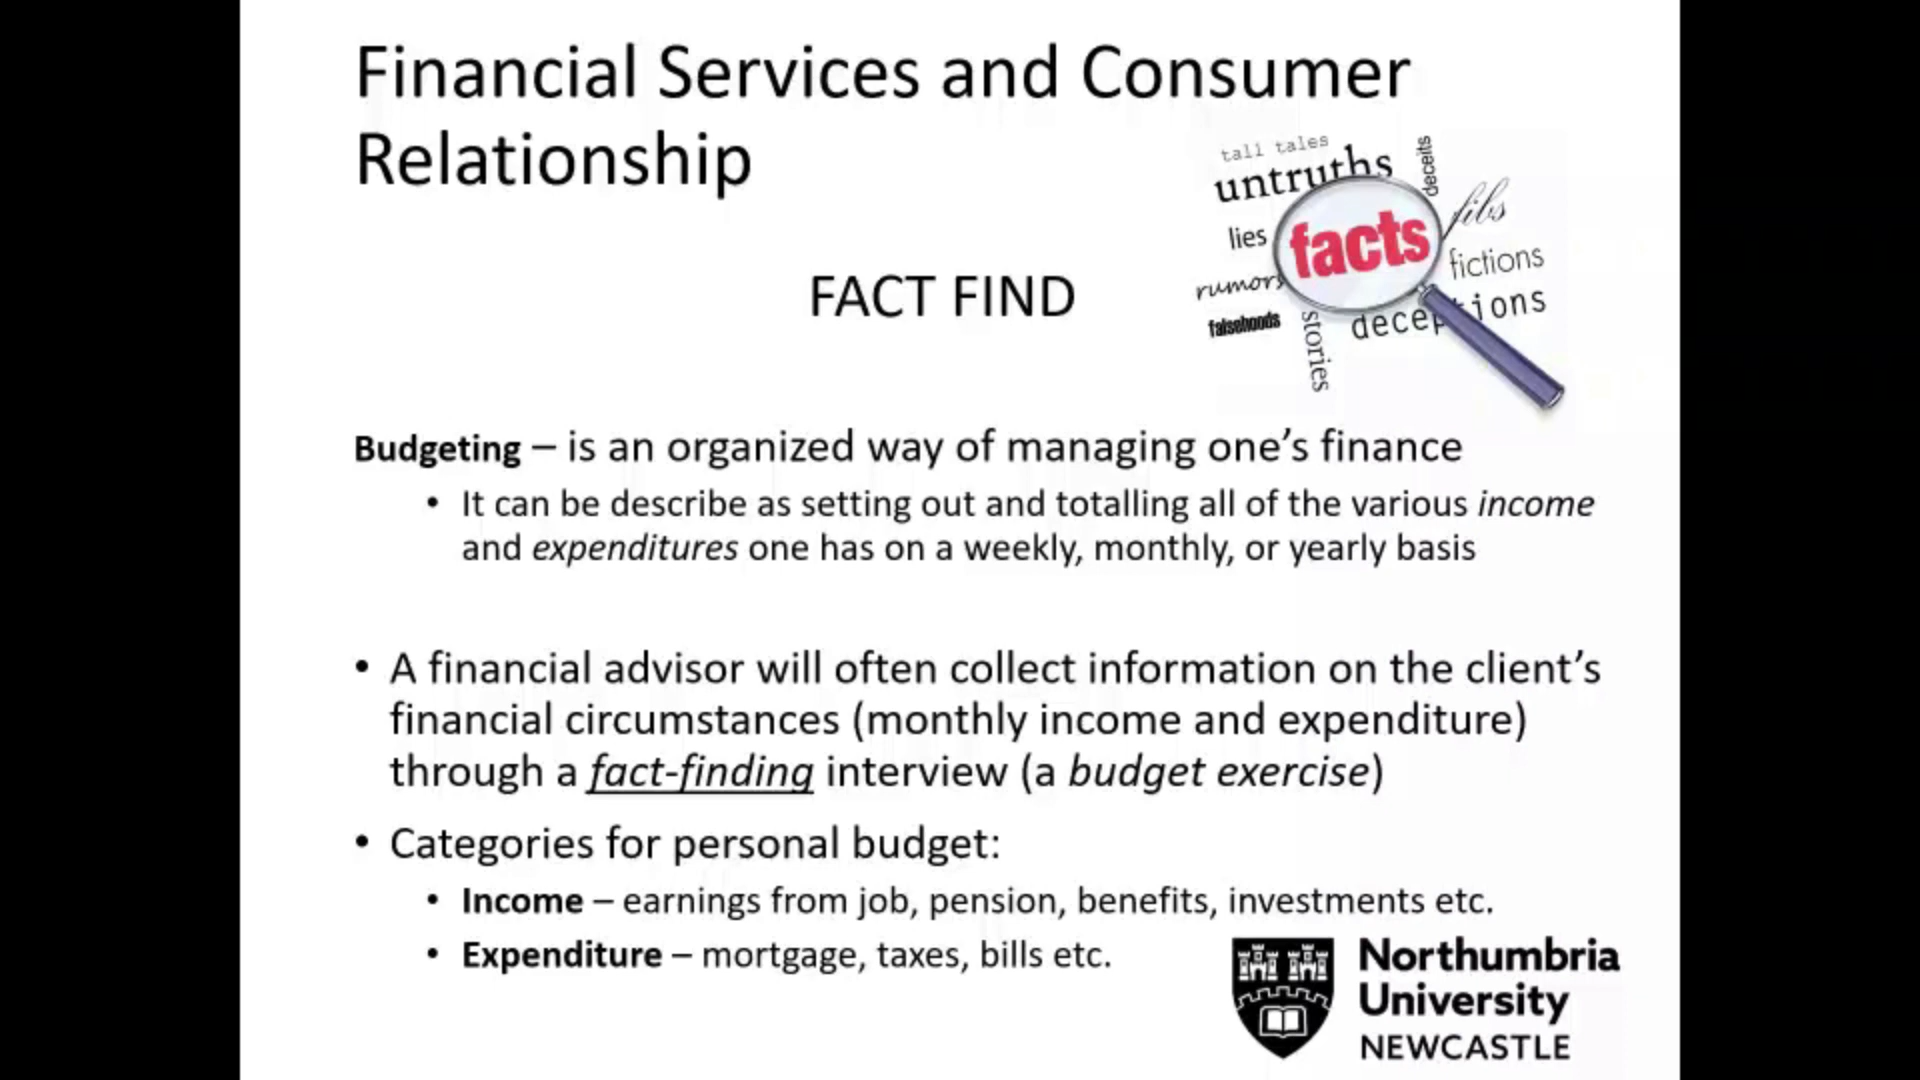 Financial Services and Consumer
Relationship
tall tales
untruths
deceits
lies
facts
fibs
fictions
rumors
falsehoods
stories
deceptions
FACT FIND
Budgeting – is an organized way of managing one’s finance
• It can be describe as setting out and totalling all of the various income
and expenditures one has on a weekly, monthly, or yearly basis
• A financial advisor will often collect information on the client’s
financial circumstances (monthly income and expenditure)
through a fact-finding interview (a budget exercise)
• Categories for personal budget:
• Income – earnings from job, pension, benefits, investments etc.
• Expenditure – mortgage, taxes, bills etc.
Northumbria
University
NEWCASTLE